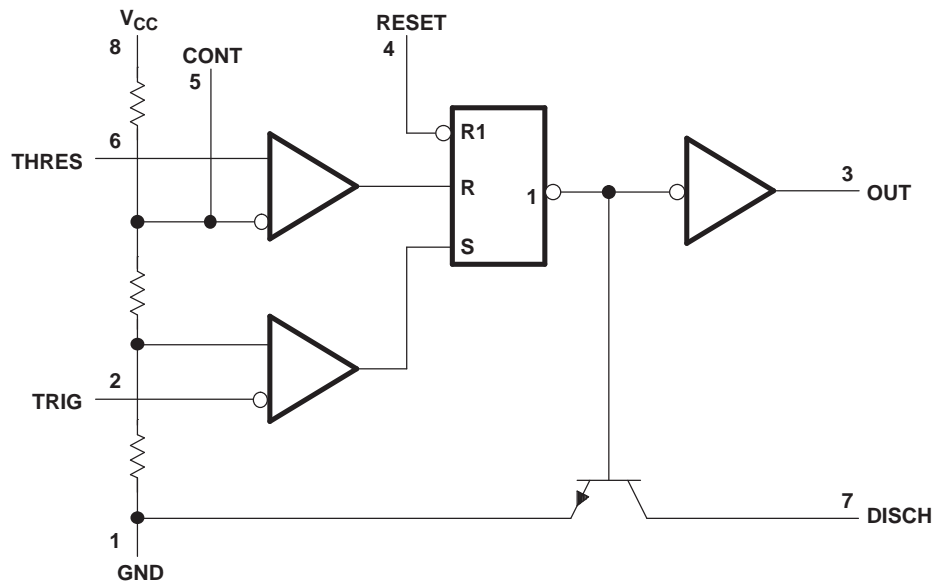 VCC
8
CONT
5
RESET
4
6
THRES
R1
R
1
S
3
OUT
2
TRIG
7
DISCH
1
GND